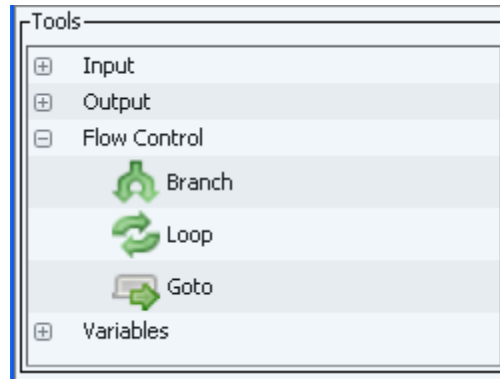 Tools
Input
Output
Flow Control
Branch
Loop
Goto
Variables